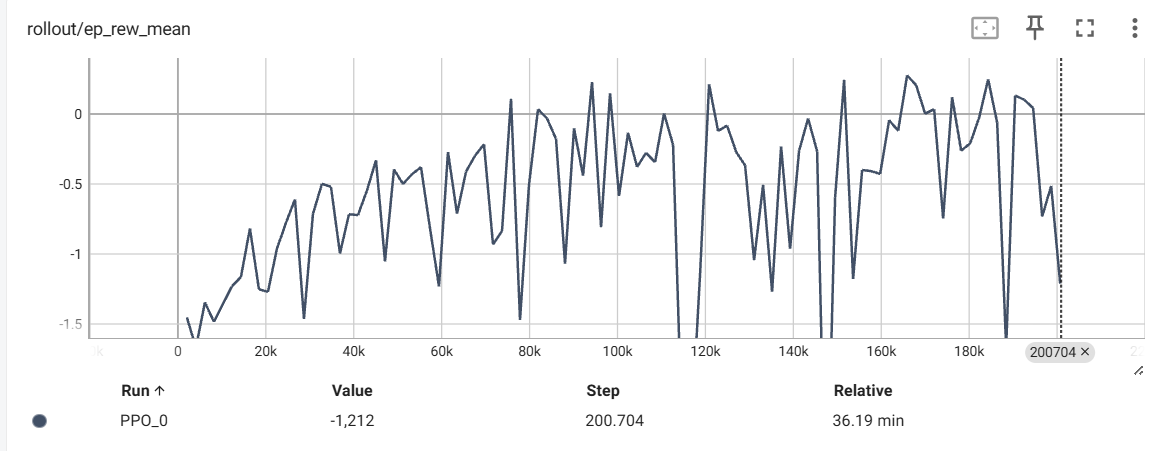 rollout/ep_rew_mean
0
-0.5
-1
-1.5
0 20k 40k 60k 80k 100k 120k 140k 160k 180k 200704 ✕
Run ↑ Value Step Relative
PPO_0 -1,212 200.704 36.19 min